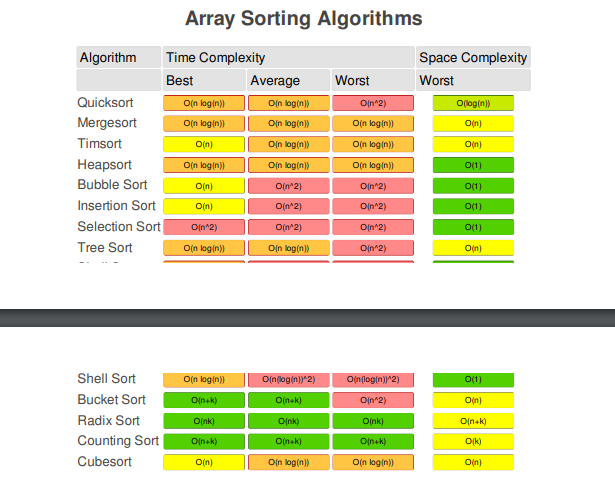 Array Sorting Algorithms
Algorithm Time Complexity Space Complexity
Best Average Worst Worst
Quicksort O(n log(n)) O(n log(n)) O(n^2) O(log(n))
Mergesort O(n log(n)) O(n log(n)) O(n log(n)) O(n)
Timsort O(n) O(n log(n)) O(n log(n)) O(n)
Heapsort O(n log(n)) O(n log(n)) O(n log(n)) O(1)
Bubble Sort O(n) O(n^2) O(n^2) O(1)
Insertion Sort O(n) O(n^2) O(n^2) O(1)
Selection Sort O(n^2) O(n^2) O(n^2) O(1)
Tree Sort O(n log(n)) O(n log(n)) O(n^2) O(n)
Shell Sort O(n log(n)) O(n(log(n))^2) O(n(log(n))^2) O(1)
Bucket Sort O(n+k) O(n+k) O(n^2) O(n)
Radix Sort O(nk) O(nk) O(nk) O(n+k)
Counting Sort O(n+k) O(n+k) O(n+k) O(k)
Cubesort O(n) O(n log(n)) O(n log(n)) O(n)